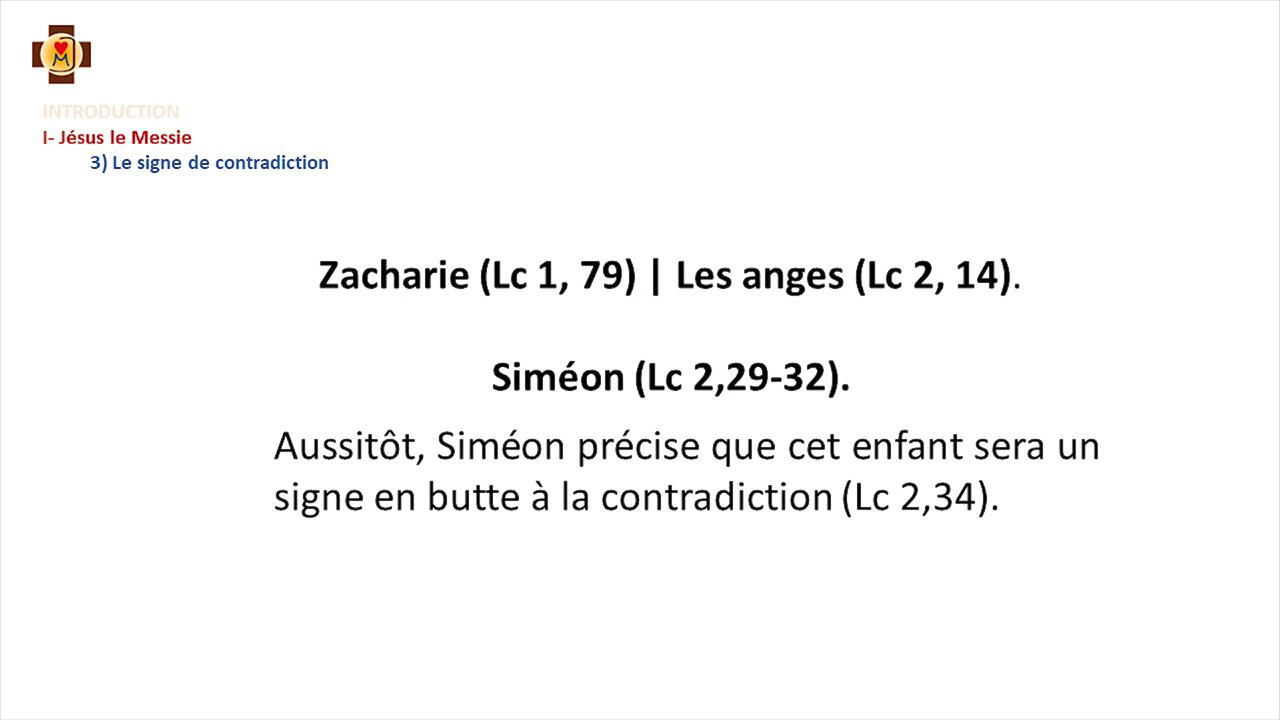 INTRODUCTION
I- Jésus le Messie
3) Le signe de contradiction
Zacharie (Lc 1, 79) | Les anges (Lc 2, 14).
Siméon (Lc 2,29-32).
Aussitôt, Siméon précise que cet enfant sera un
signe en butte à la contradiction (Lc 2,34).